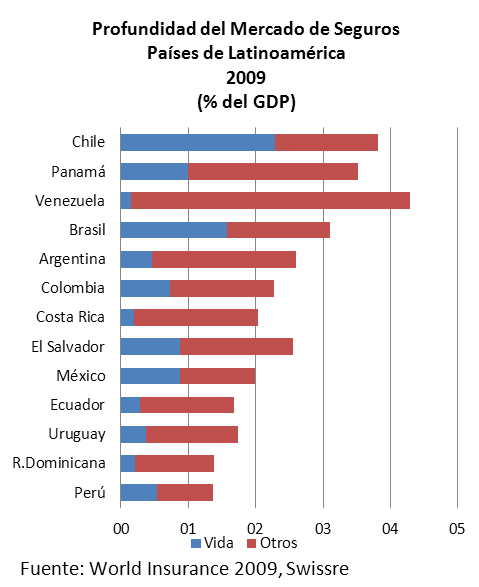 Profundidad del Mercado de Seguros
Países de Latinoamérica
2009
(% del GDP)
Chile
Panamá
Venezuela
Brasil
Argentina
Colombia
Costa Rica
El Salvador
México
Ecuador
Uruguay
R.Dominicana
Perú
00 01 02 03 04 05
Vida Otros
Fuente: World Insurance 2009, Swissre